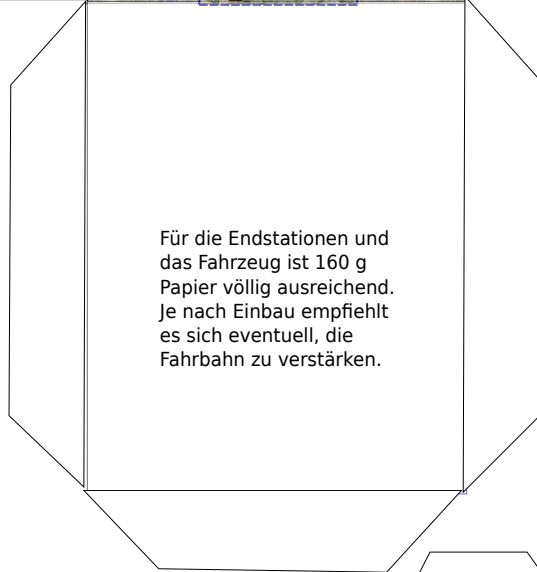 Für die Endstationen und
das Fahrzeug ist 160 g
Papier völlig ausreichend.
Je nach Einbau empfiehlt
es sich eventuell, die
Fahrbahn zu verstärken.